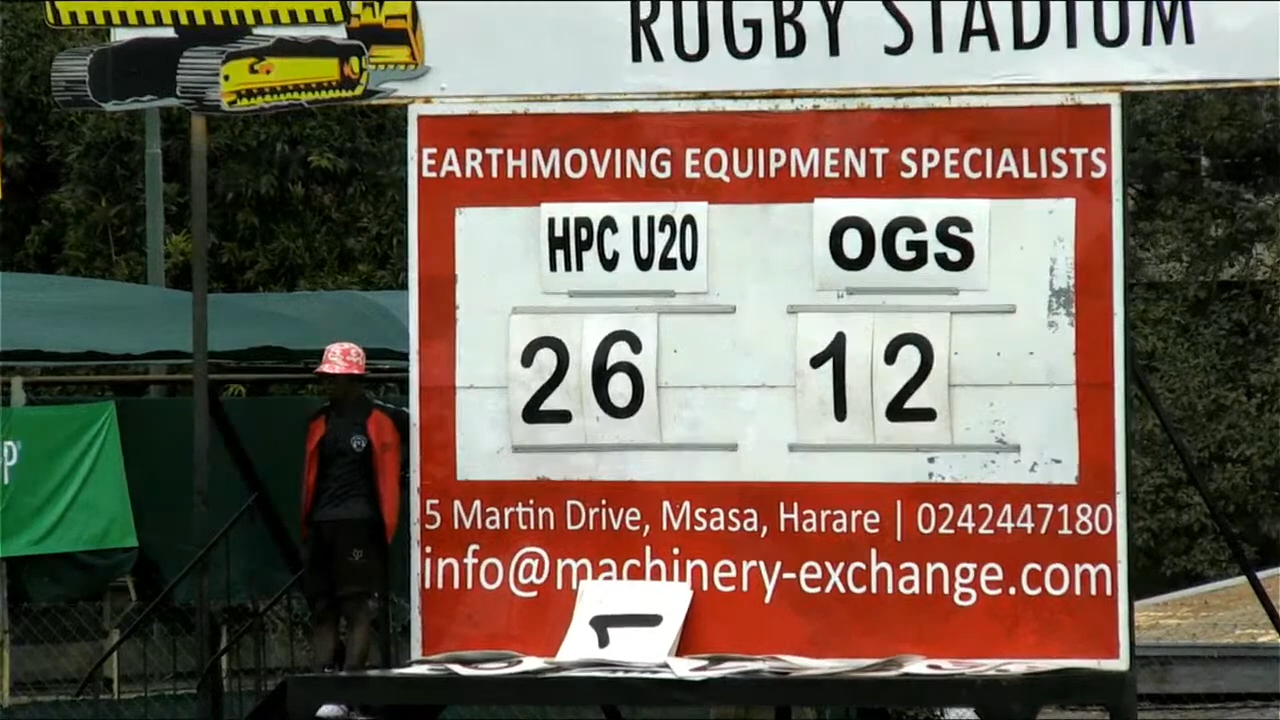 RUGBY STADIUM
EARTHMOVING EQUIPMENT SPECIALISTS
HPC U20 OGS
26 12
5 Martin Drive, Msasa, Harare | 0242447180
info@machinery-exchange.com
1